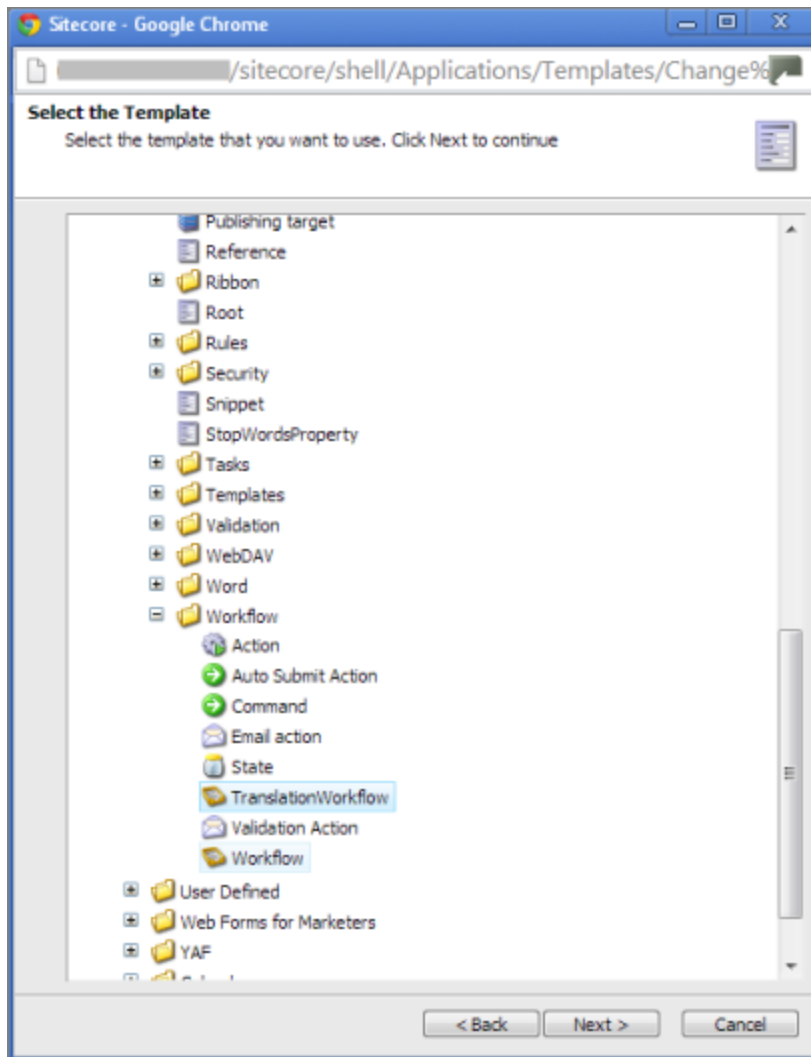 Sitecore - Google Chrome
/sitecore/shell/Applications/Templates/Change%
Select the Template
Select the template that you want to use. Click Next to continue
Publishing target
Reference
Ribbon
Root
Rules
Security
Snippet
StopWordsProperty
Tasks
Templates
Validation
WebDAV
Word
Workflow
Action
Auto Submit Action
Command
Email action
State
TranslationWorkflow
Validation Action
Workflow
User Defined
Web Forms for Marketers
YAF
< Back Next > Cancel